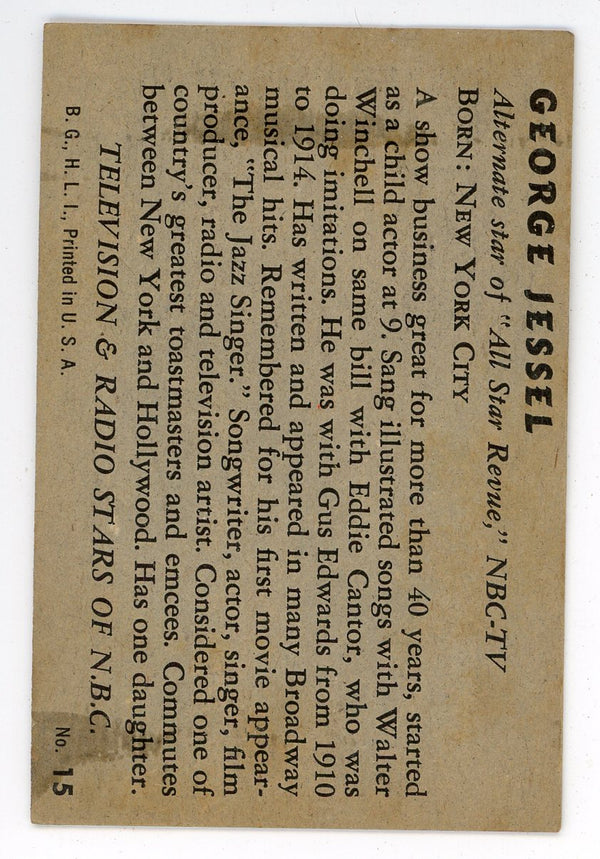 GEORGE JESSEL
Alternate star of "All Star Revue," NBC-TV
BORN: NEW YORK CITY
A show business great for more than 40 years, started
as a child actor at 9. Sang illustrated songs with Walter
Winchell on same bill with Eddie Cantor, who was
doing imitations. He was with Gus Edwards from 1910
to 1914. Has written and appeared in many Broadway
musical hits. Remembered for his first movie appear-
ance, "The Jazz Singer." Songwriter, actor, singer, film
producer, radio and television artist. Considered one of
country's greatest toastmasters and emcees. Commutes
between New York and Hollywood. Has one daughter.
TELEVISION & RADIO STARS OF N.B.C.
B. G., H. L. I., Printed in U. S. A. No. 15